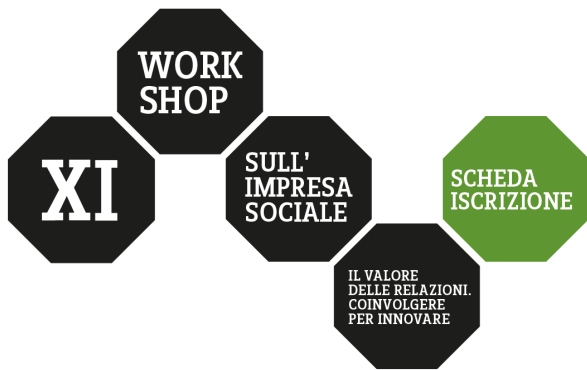 XI
WORK
SHOP
SULL'
IMPRESA
SOCIALE
IL VALORE
DELLE RELAZIONI.
COINVOLGERE
PER INNOVARE
SCHEDA
ISCRIZIONE